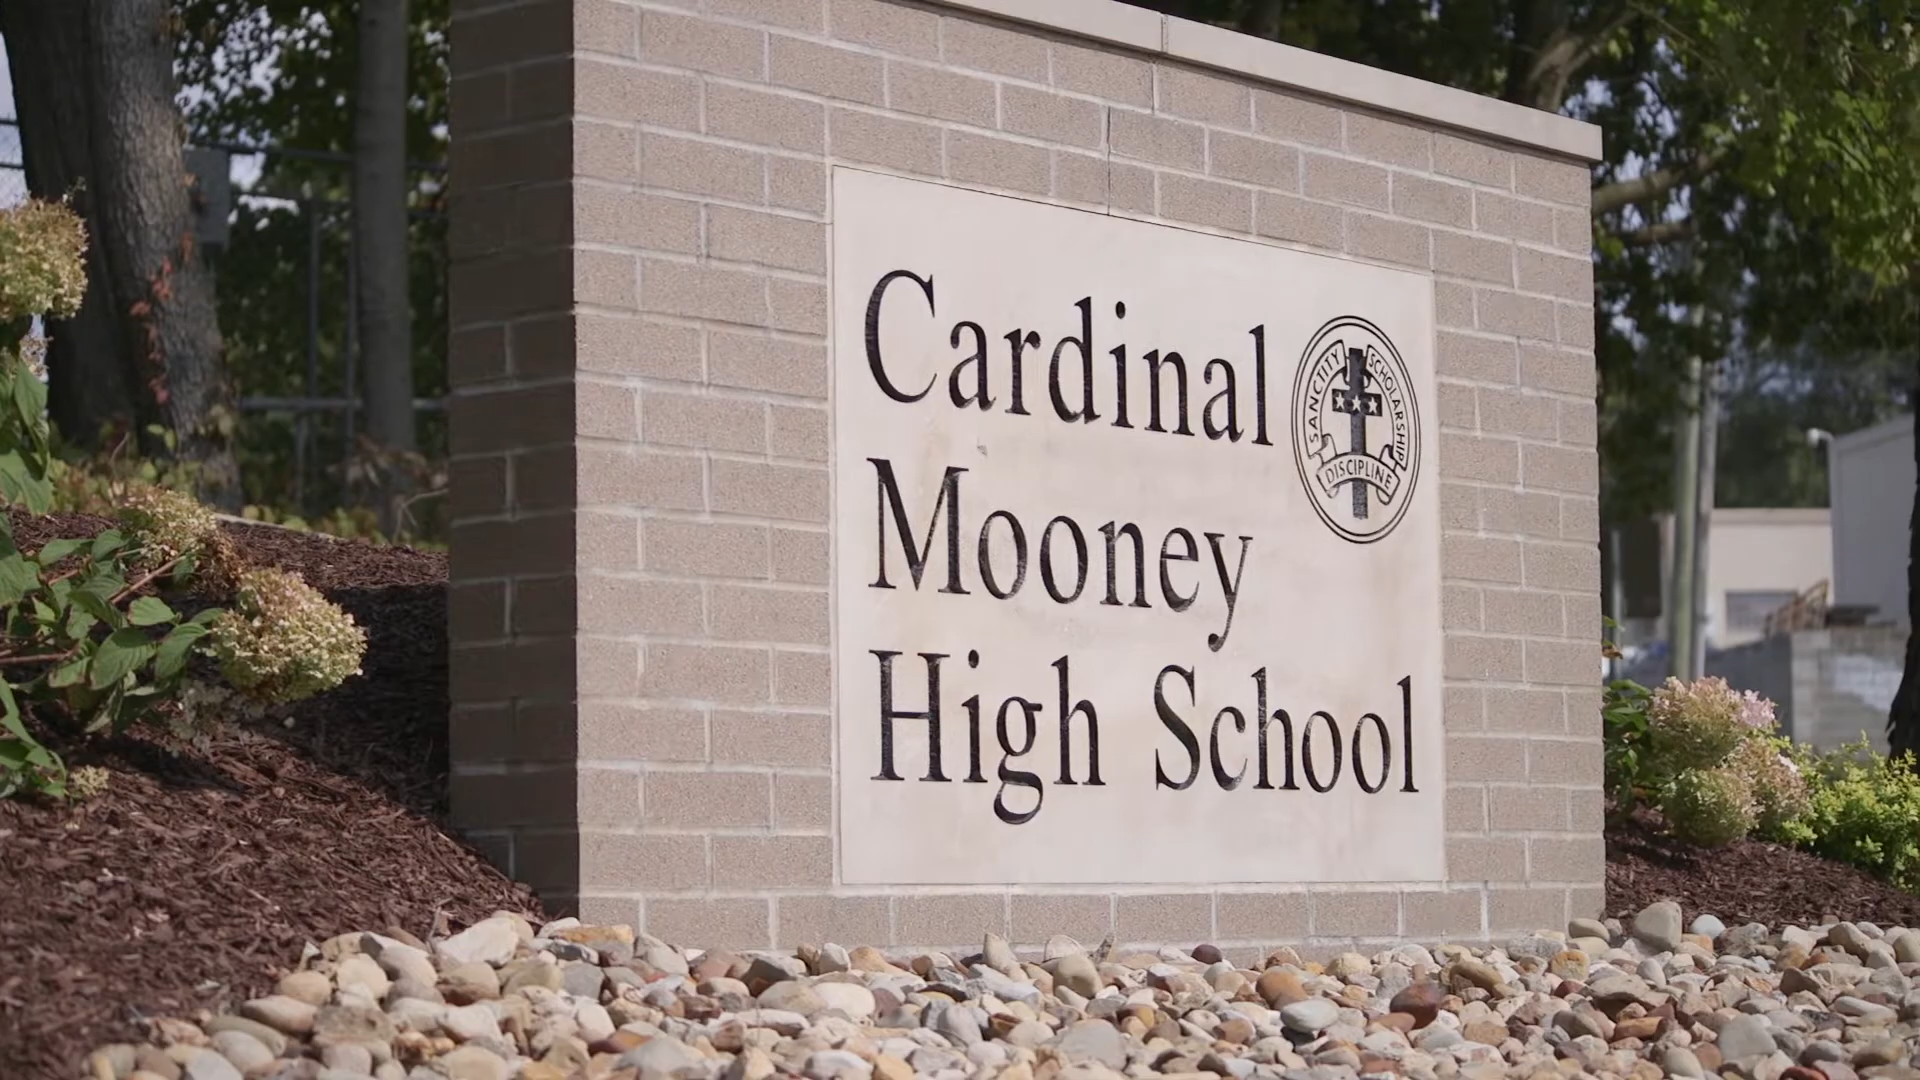 Cardinal
Mooney
High School
SANCTITY
SCHOLARSHIP
DISCIPLINE